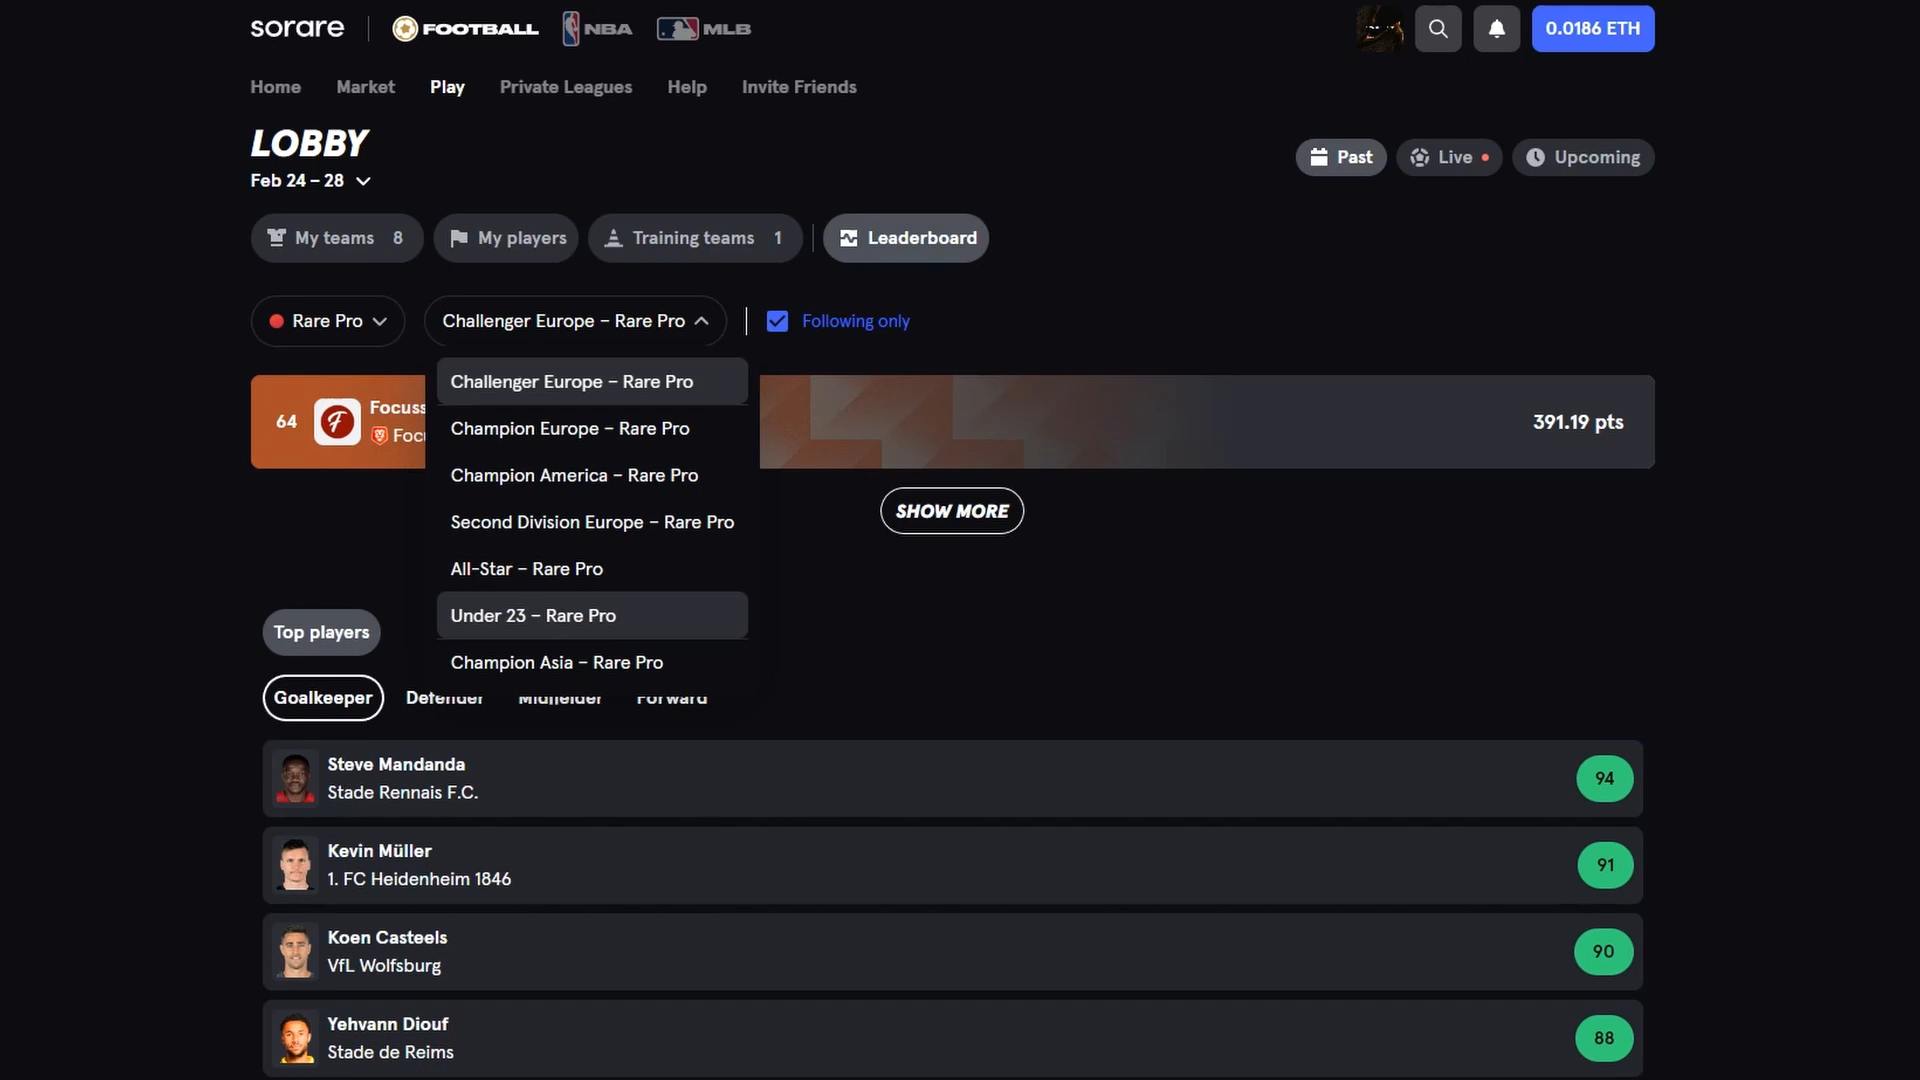 sorare
FOOTBALL
NBA
MLB
0.0186 ETH
Home
Market
Play
Private Leagues
Help
Invite Friends
LOBBY
Feb 24 – 28
Past
Live
Upcoming
My teams 8
My players
Training teams 1
Leaderboard
Rare Pro
Challenger Europe – Rare Pro
Following only
Challenger Europe – Rare Pro
Champion Europe – Rare Pro
Champion America – Rare Pro
Second Division Europe – Rare Pro
All-Star – Rare Pro
Under 23 – Rare Pro
Champion Asia – Rare Pro
64
Focuss
Foc
391.19 pts
SHOW MORE
Top players
Goalkeeper
Defender
Midfielder
Forward
Steve Mandanda
Stade Rennais F.C.
94
Kevin Müller
1. FC Heidenheim 1846
91
Koen Casteels
VfL Wolfsburg
90
Yehvann Diouf
Stade de Reims
88